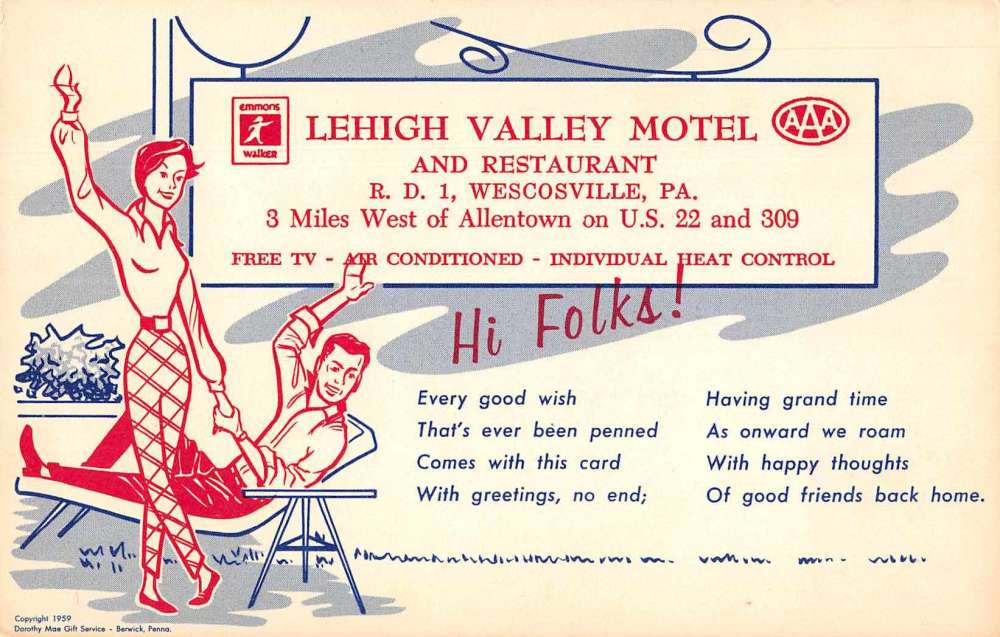 emmons
walker
LEHIGH VALLEY MOTEL
AAA
AND RESTAURANT
R. D. 1, WESCOSVILLE, PA.
3 Miles West of Allentown on U.S. 22 and 309
FREE TV - AIR CONDITIONED - INDIVIDUAL HEAT CONTROL
Hi Folks!
Every good wish
That's ever been penned
Comes with this card
With greetings, no end;
Having grand time
As onward we roam
With happy thoughts
Of good friends back home.
Copyright 1959
Dorothy Mae Gift Service - Berwick, Penna.